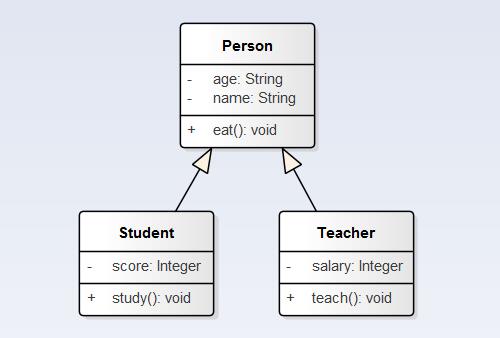 Person
- age: String
- name: String
+ eat(): void
Student
- score: Integer
+ study(): void
Teacher
- salary: Integer
+ teach(): void